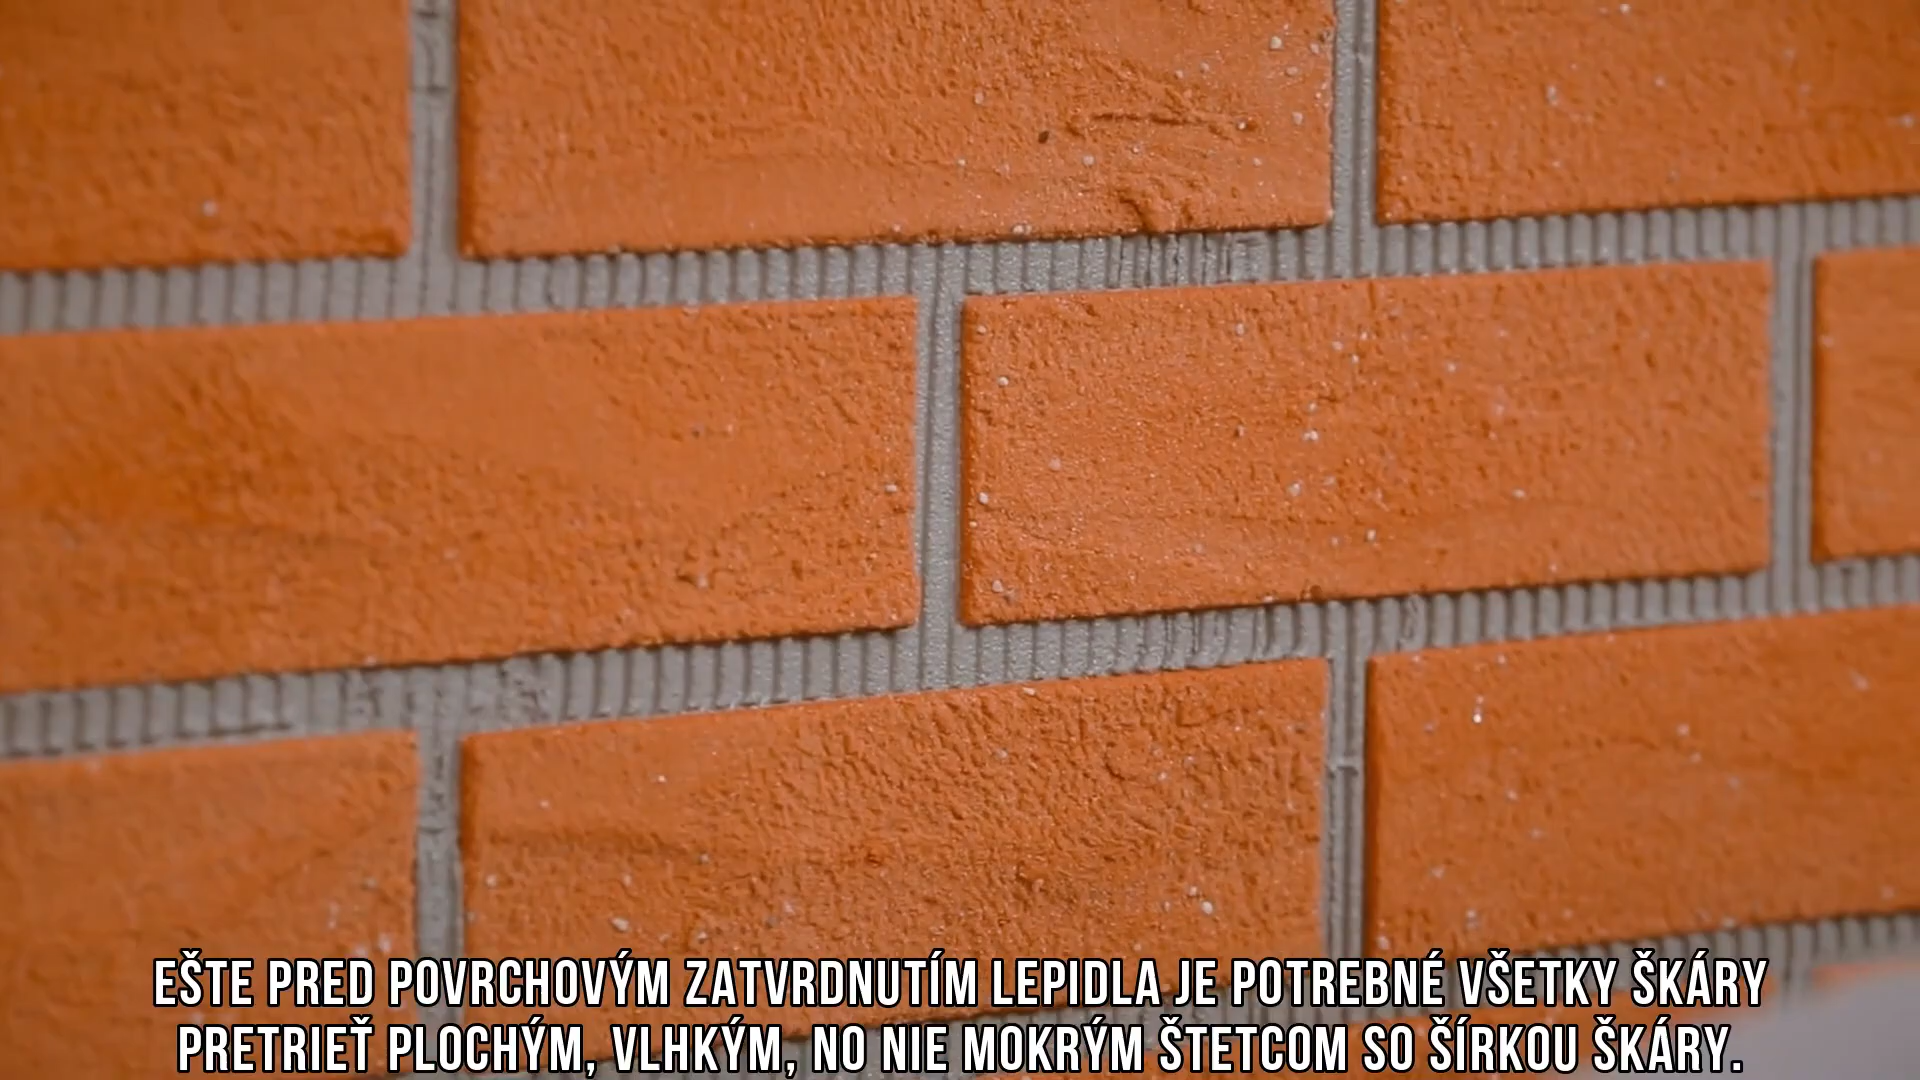 EŠTE PRED POVRCHOVÝM ZATVRDNUTÍM LEPIDLA JE POTREBNÉ VŠETKY ŠKÁRY
PRETRIEŤ PLOCHÝM, VLHKÝM, NO NIE MOKRÝM ŠTETCOM SO ŠÍRKOU ŠKÁRY.